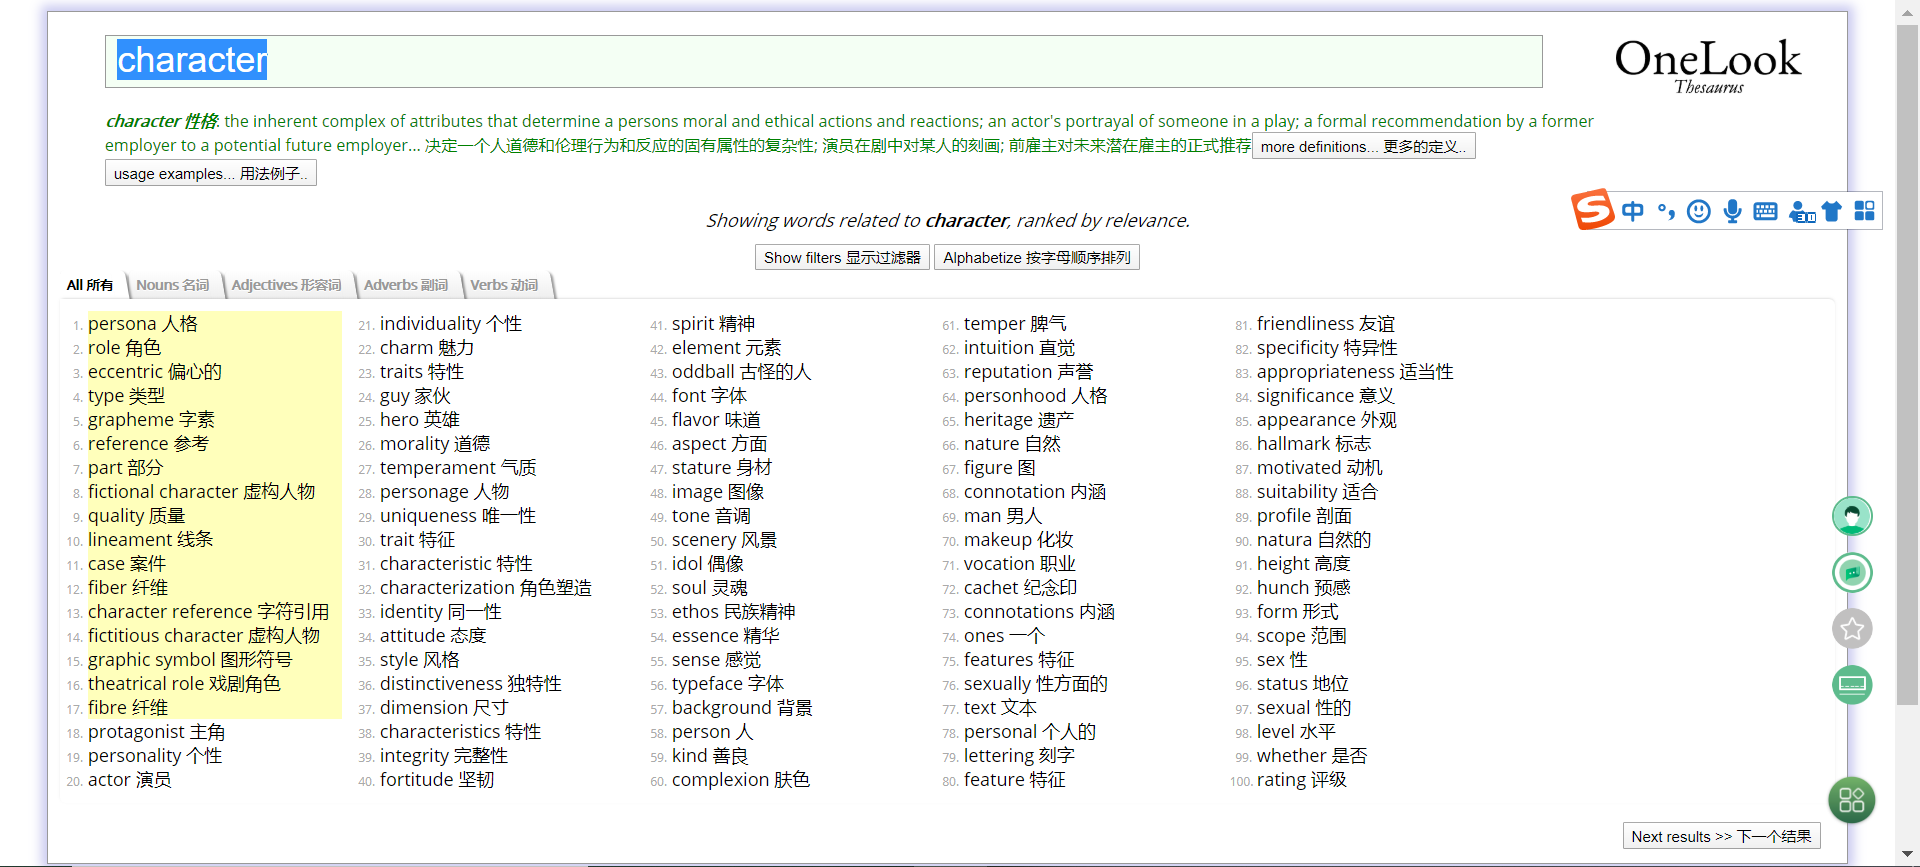 character
OneLook
Thesaurus
character 性格: the inherent complex of attributes that determine a persons moral and ethical actions and reactions; an actor's portrayal of someone in a play; a formal recommendation by a former
employer to a potential future employer... 决定一个人道德和伦理行为和反应的固有属性的复杂性; 演员在剧中对某人的刻画; 前雇主对未来潜在雇主的正式推荐 more definitions... 更多的定义..
usage examples... 用法例子..
S 中
Showing words related to character, ranked by relevance.
Show filters 显示过滤器 Alphabetize 按字母顺序排列
All 所有 Nouns 名词 Adjectives 形容词 Adverbs 副词 Verbs 动词
1. persona 人格
2. role 角色
3. eccentric 偏心的
4. type 类型
5. grapheme 字素
6. reference 参考
7. part 部分
8. fictional character 虚构人物
9. quality 质量
10. lineament 线条
11. case 案件
12. fiber 纤维
13. character reference 字符引用
14. fictitious character 虚构人物
15. graphic symbol 图形符号
16. theatrical role 戏剧角色
17. fibre 纤维
18. protagonist 主角
19. personality 个性
20. actor 演员
21. individuality 个性
22. charm 魅力
23. traits 特性
24. guy 家伙
25. hero 英雄
26. morality 道德
27. temperament 气质
28. personage 人物
29. uniqueness 唯一性
30. trait 特征
31. characteristic 特性
32. characterization 角色塑造
33. identity 同一性
34. attitude 态度
35. style 风格
36. distinctiveness 独特性
37. dimension 尺寸
38. characteristics 特性
39. integrity 完整性
40. fortitude 坚韧
41. spirit 精神
42. element 元素
43. oddball 古怪的人
44. font 字体
45. flavor 味道
46. aspect 方面
47. stature 身材
48. image 图像
49. tone 音调
50. scenery 风景
51. idol 偶像
52. soul 灵魂
53. ethos 民族精神
54. essence 精华
55. sense 感觉
56. typeface 字体
57. background 背景
58. person 人
59. kind 善良
60. complexion 肤色
61. temper 脾气
62. intuition 直觉
63. reputation 声誉
64. personhood 人格
65. heritage 遗产
66. nature 自然
67. figure 图
68. connotation 内涵
69. man 男人
70. makeup 化妆
71. vocation 职业
72. cachet 纪念印
73. connotations 内涵
74. ones 一个
75. features 特征
76. sexually 性方面的
77. text 文本
78. personal 个人的
79. lettering 刻字
80. feature 特征
81. friendliness 友谊
82. specificity 特异性
83. appropriateness 适当性
84. significance 意义
85. appearance 外观
86. hallmark 标志
87. motivated 动机
88. suitability 适合
89. profile 剖面
90. natura 自然的
91. height 高度
92. hunch 预感
93. form 形式
94. scope 范围
95. sex 性
96. status 地位
97. sexual 性的
98. level 水平
99. whether 是否
100. rating 评级
Next results >> 下一个结果